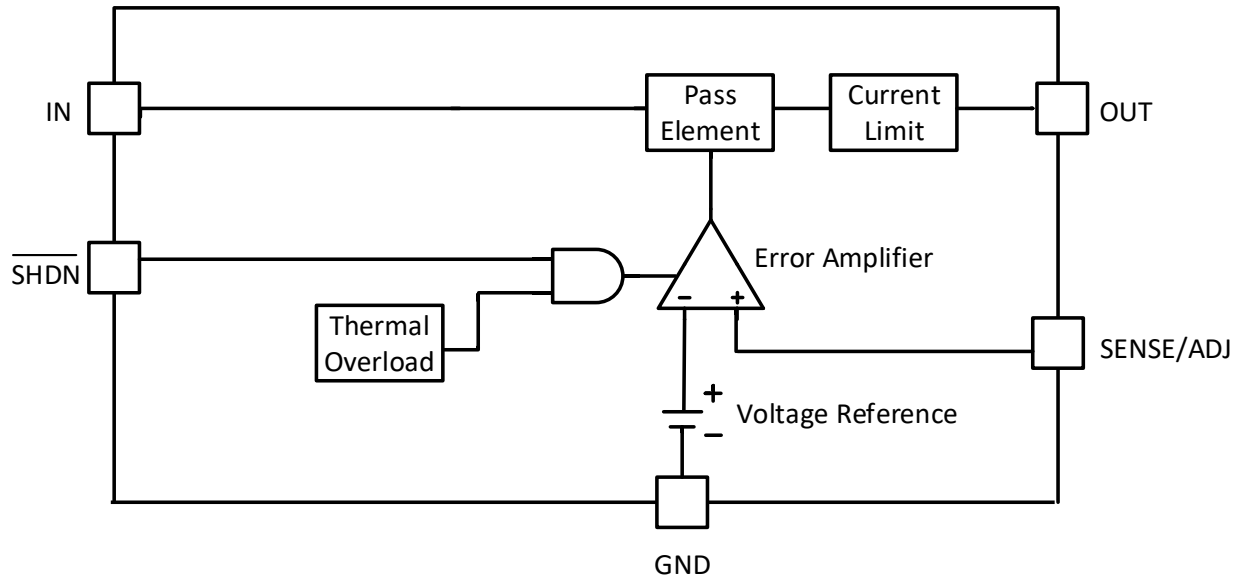 IN
Pass
Element
Current
Limit
OUT
SHDN
Error Amplifier
- +
Thermal
Overload
SENSE/ADJ
+
Voltage Reference
–
GND